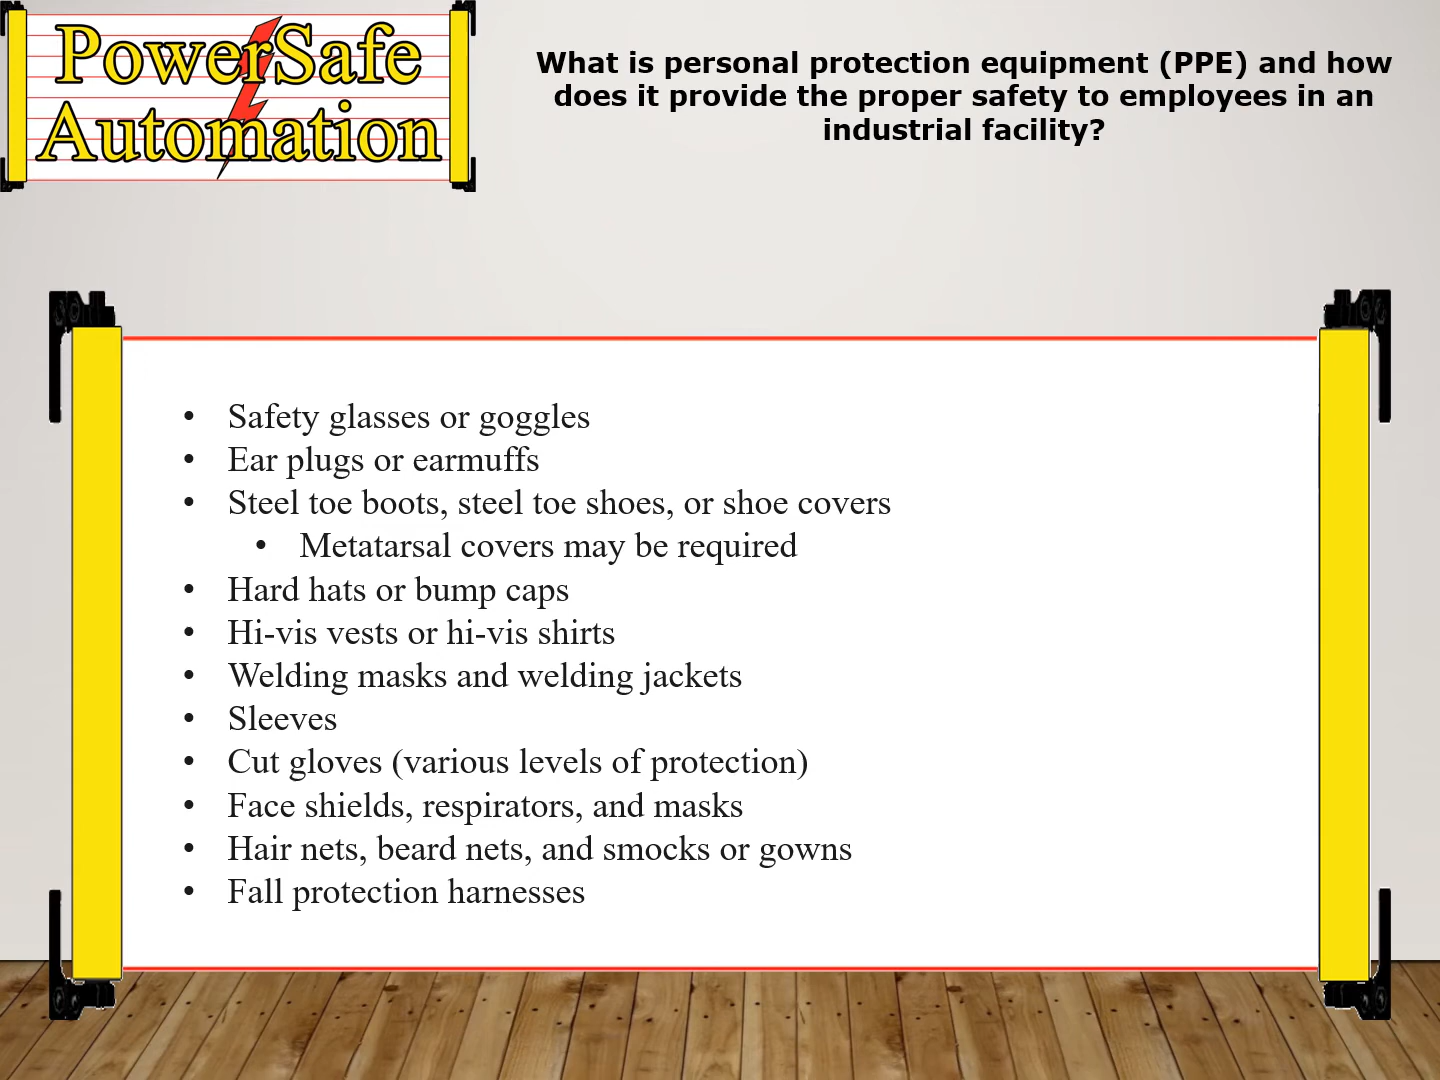 PowerSafe
Automation
What is personal protection equipment (PPE) and how
does it provide the proper safety to employees in an
industrial facility?
• Safety glasses or goggles
• Ear plugs or earmuffs
• Steel toe boots, steel toe shoes, or shoe covers
• Metatarsal covers may be required
• Hard hats or bump caps
• Hi-vis vests or hi-vis shirts
• Welding masks and welding jackets
• Sleeves
• Cut gloves (various levels of protection)
• Face shields, respirators, and masks
• Hair nets, beard nets, and smocks or gowns
• Fall protection harnesses